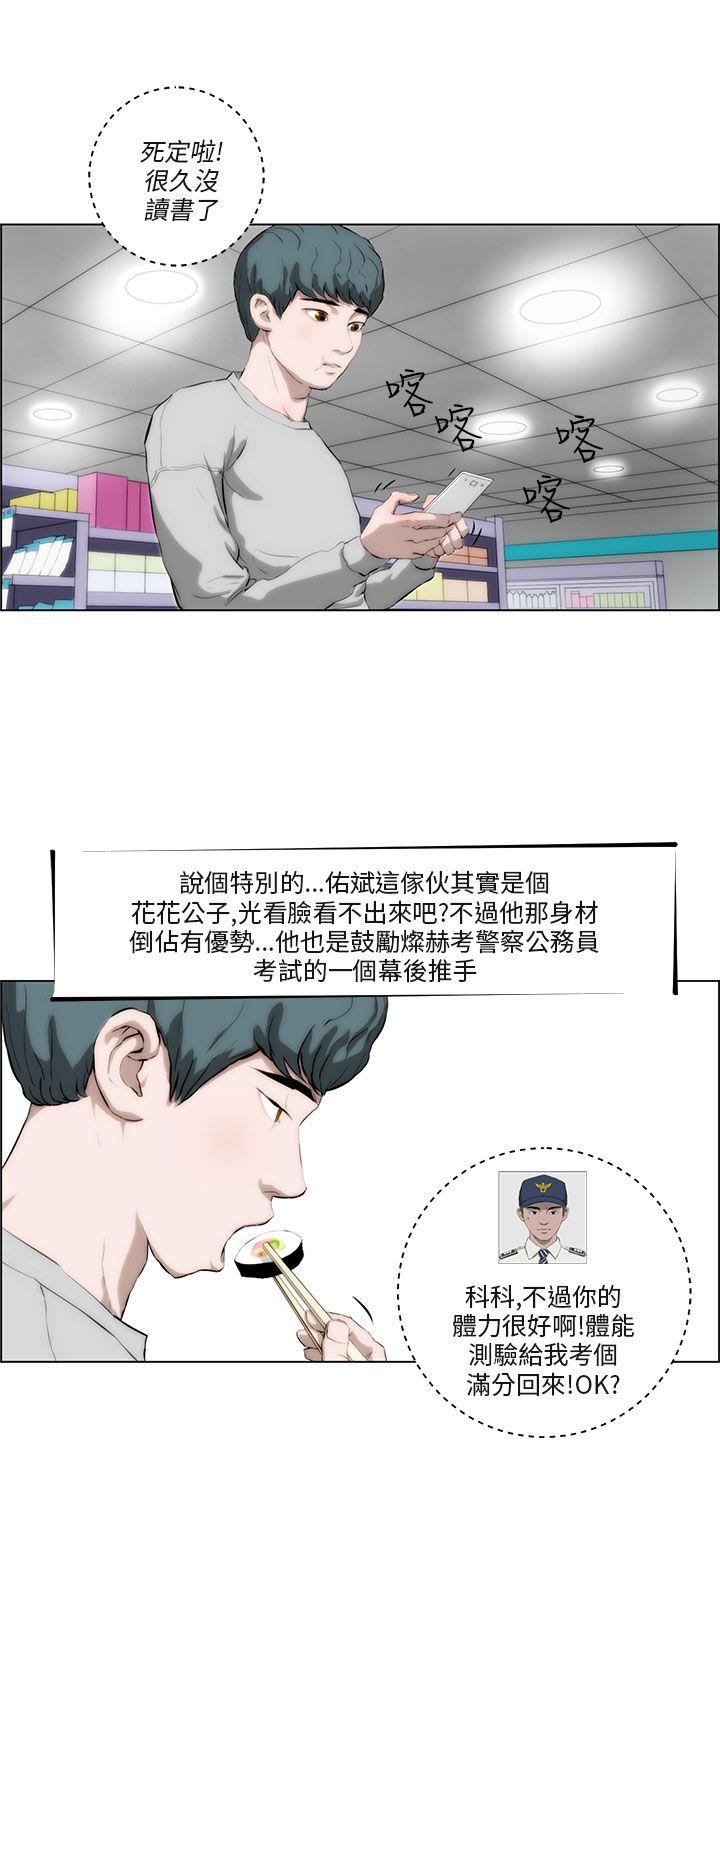 死定啦!
很久沒
讀書了
喀
喀
喀
喀
說個特別的...佑斌這傢伙其實是個
花花公子,光看臉看不出來吧?不過他那身材
倒佔有優勢...他也是鼓勵燦赫考警察公務員
考試的一個幕後推手
科科,不過你的
體力很好啊!體能
測驗給我考個
滿分回來!OK?